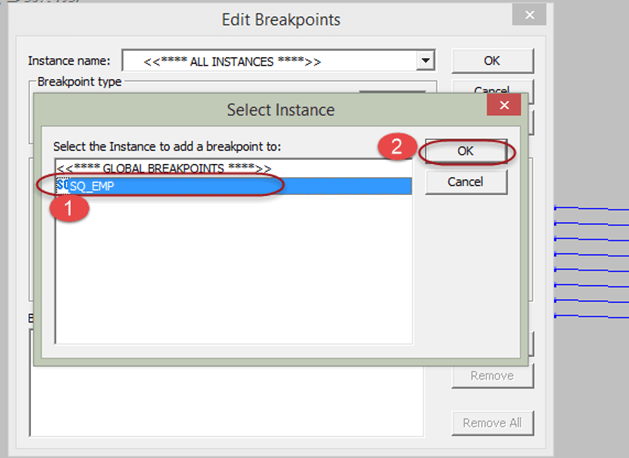 Edit Breakpoints
Instance name: <<**** ALL INSTANCES ****>> OK
Breakpoint type
Cancel
Select Instance
Select the Instance to add a breakpoint to:
<<**** GLOBAL BREAKPOINTS ****>>
SQ_EMP
1
2
OK
Cancel
Remove
Remove All